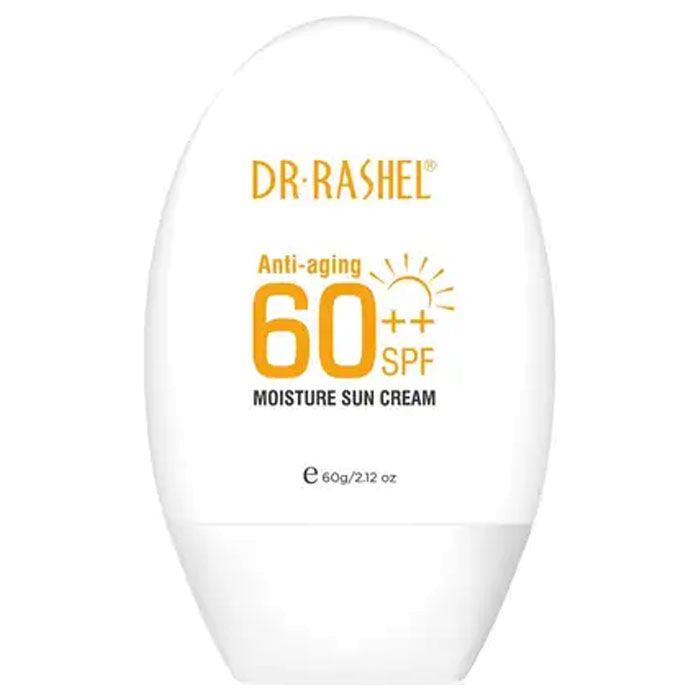 DR·RASHEL®
Anti-aging
60++
SPF
MOISTURE SUN CREAM
e 60g/2.12 oz